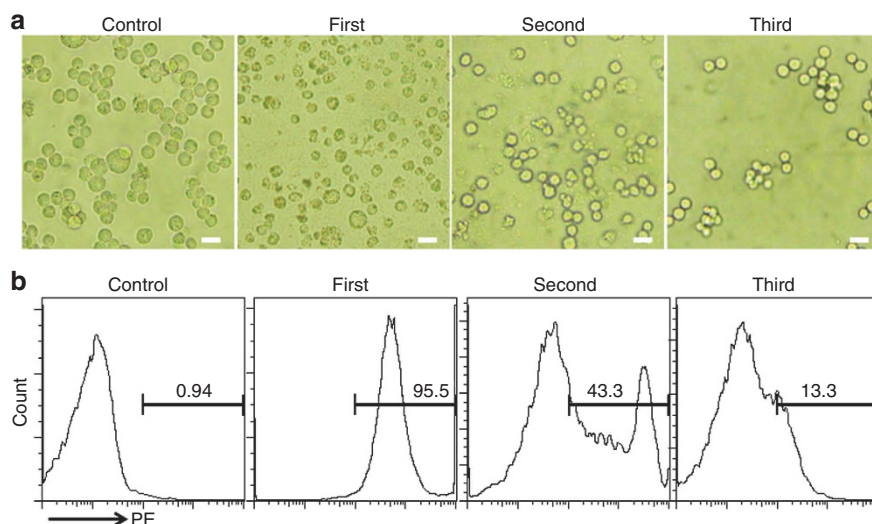 a
Control First Second Third
b
Control First Second Third
Count
0.94 95.5 43.3 13.3
PE